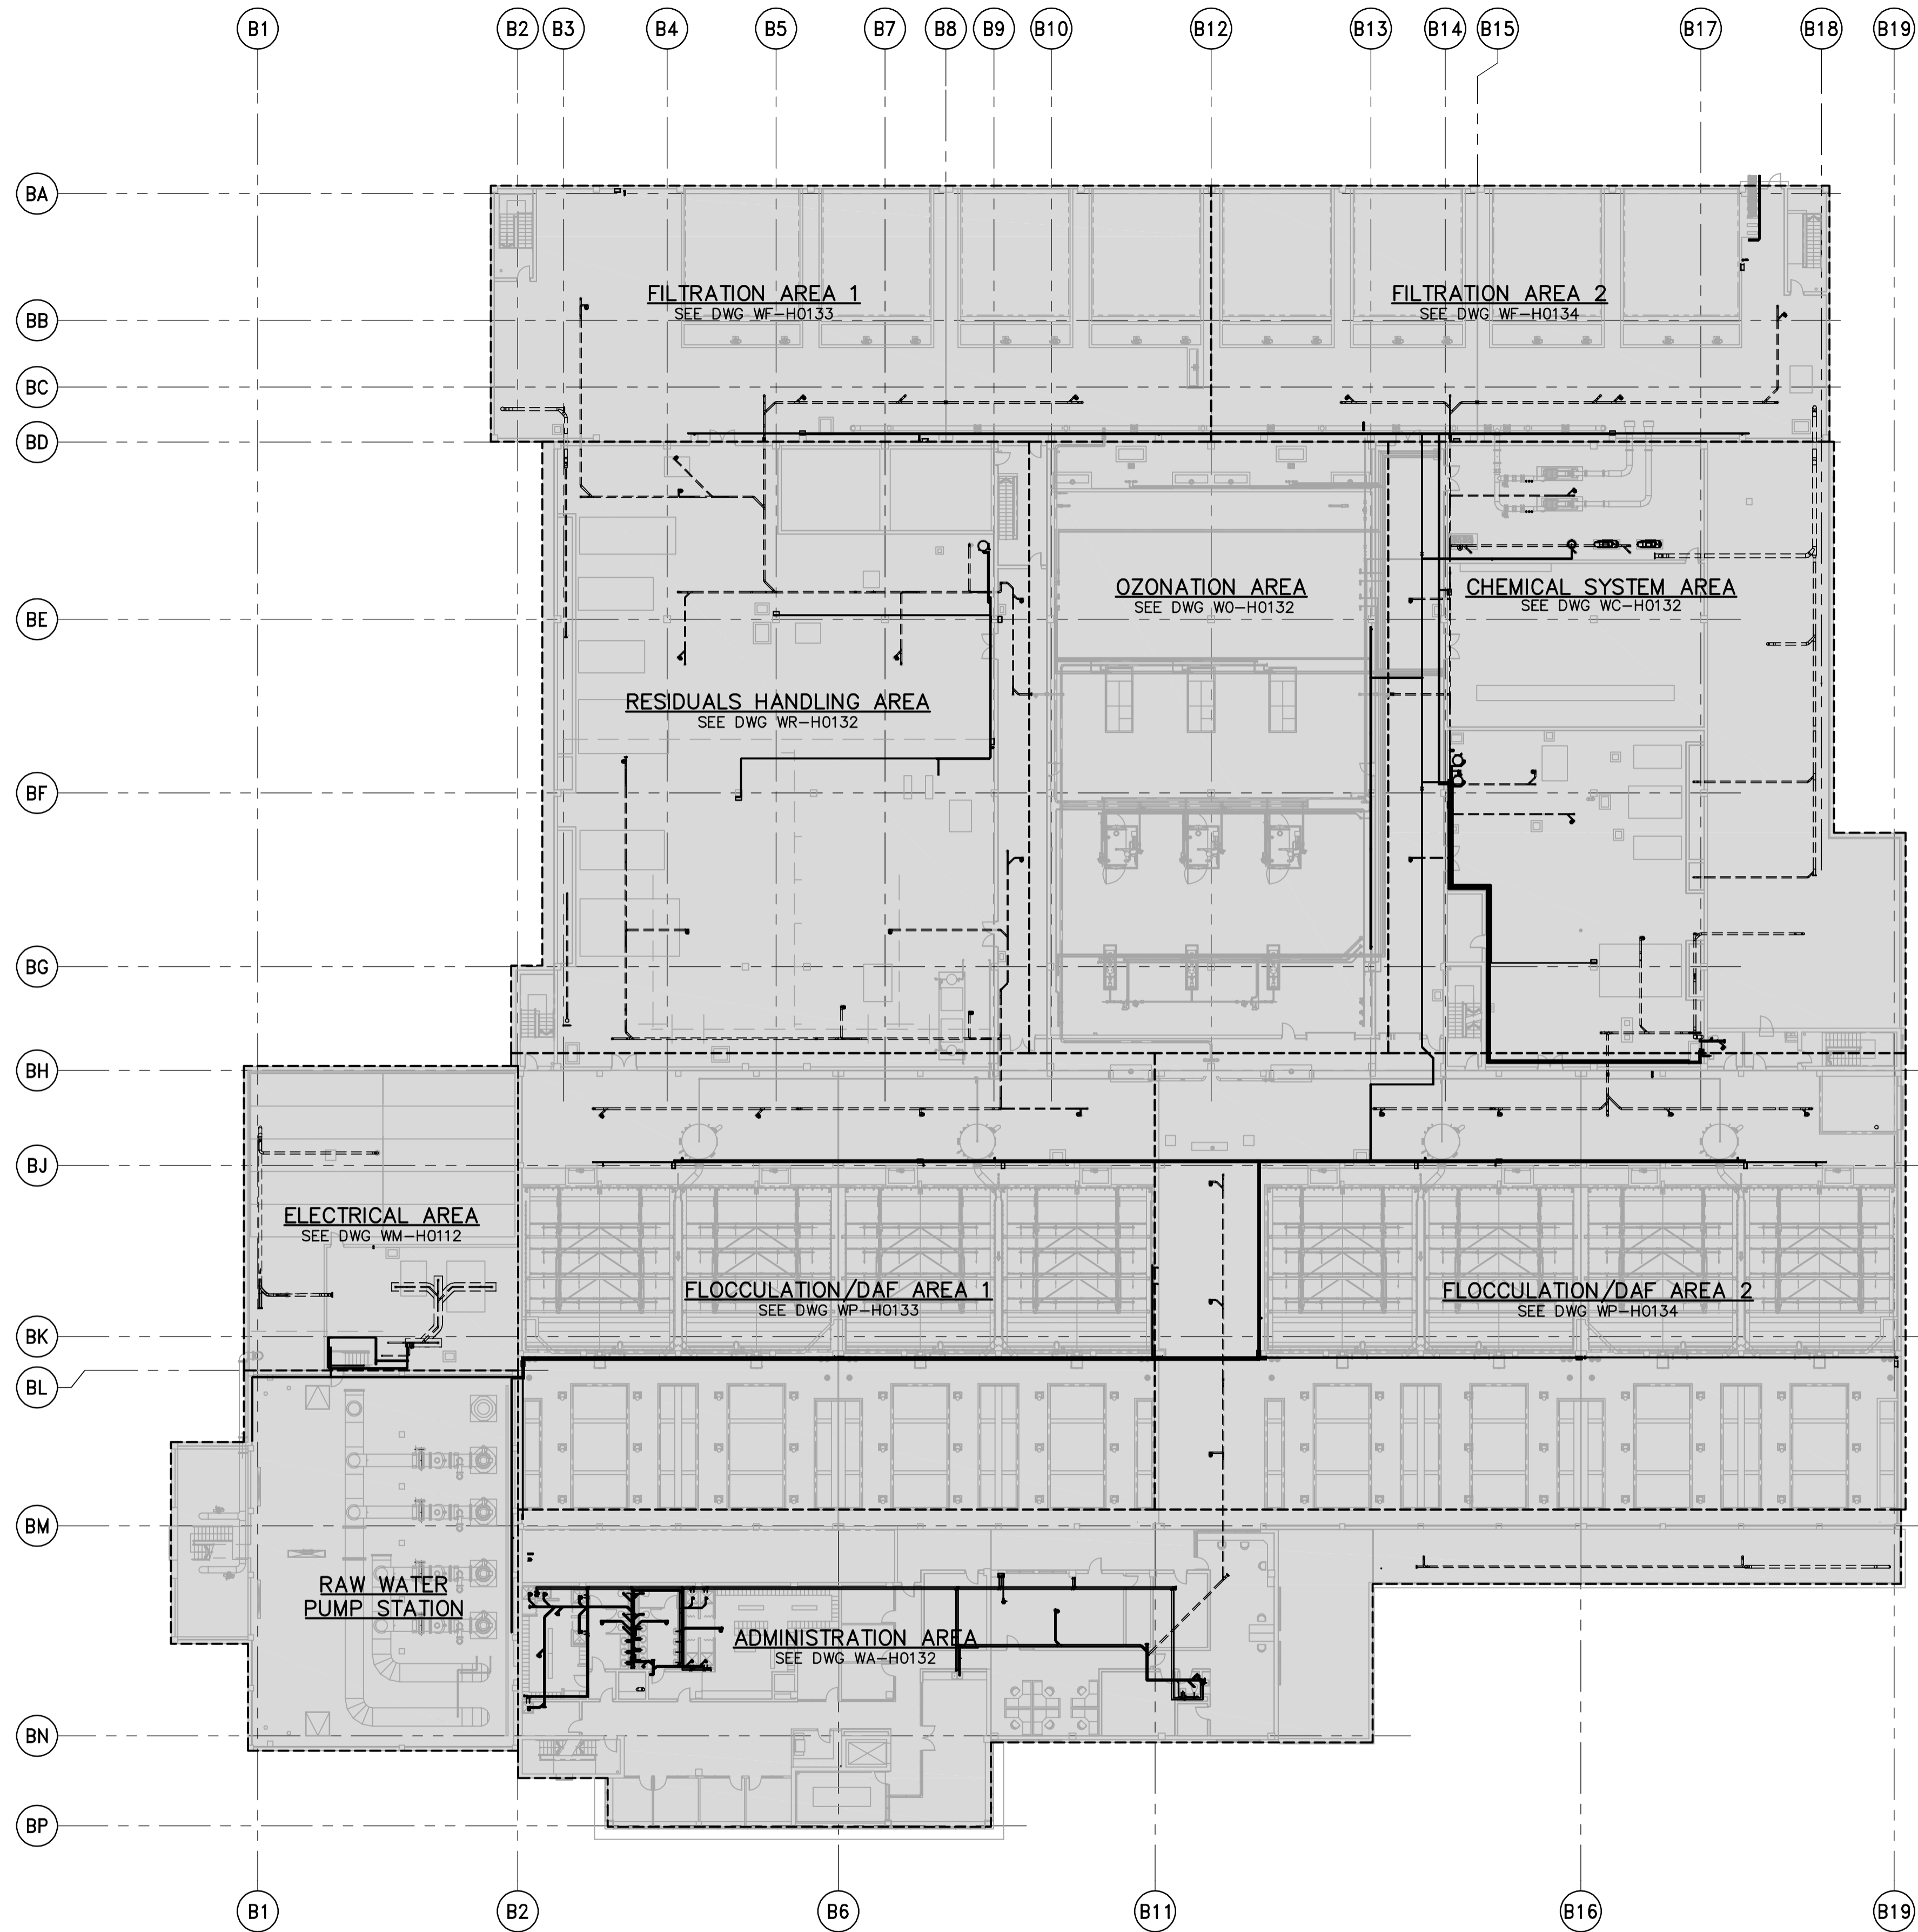 B1 B2 B3 B4 B5 B7 B8 B9 B10 B12 B13 B14 B15 B17 B18 B19
BA
FILTRATION AREA 1
SEE DWG WF-H0133
FILTRATION AREA 2
SEE DWG WF-H0134
BB
BC
BD
OZONATION AREA
SEE DWG WO-H0132
CHEMICAL SYSTEM AREA
SEE DWG WC-H0132
BE
RESIDUALS HANDLING AREA
SEE DWG WR-H0132
BF
BG
BH
BJ
ELECTRICAL AREA
SEE DWG WM-H0112
FLOCCULATION/DAF AREA 1
SEE DWG WP-H0133
FLOCCULATION/DAF AREA 2
SEE DWG WP-H0134
BK
BL
BM
RAW WATER
PUMP STATION
ADMINISTRATION AREA
SEE DWG WA-H0132
BN
BP
B1 B2 B6 B11 B16 B19